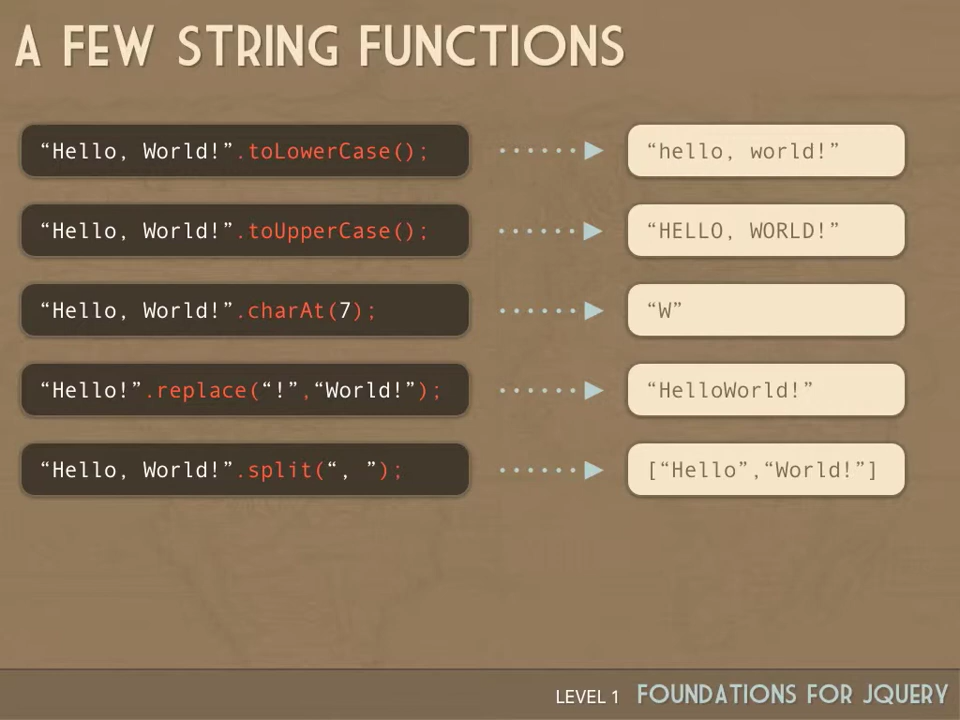 A FEW STRING FUNCTIONS
“Hello, World!”.toLowerCase();
“hello, world!”
“Hello, World!”.toUpperCase();
“HELLO, WORLD!”
“Hello, World!”.charAt(7);
“W”
“Hello!”.replace(“!”,“World!”);
“HelloWorld!”
“Hello, World!”.split(“, ”);
[“Hello”,“World!”]
LEVEL 1 FOUNDATIONS FOR JQUERY